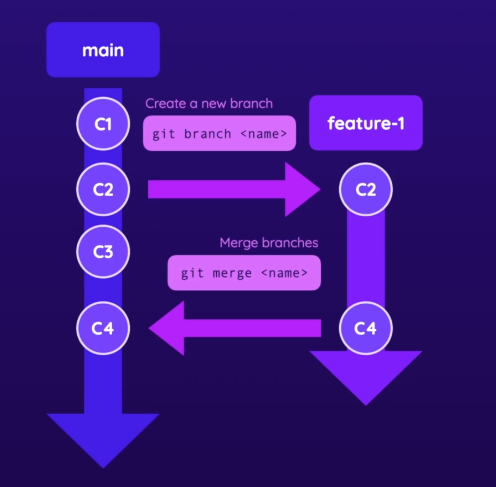 main
C1
Create a new branch
git branch <name>
feature-1
C2
C2
C3
Merge branches
git merge <name>
C4
C4